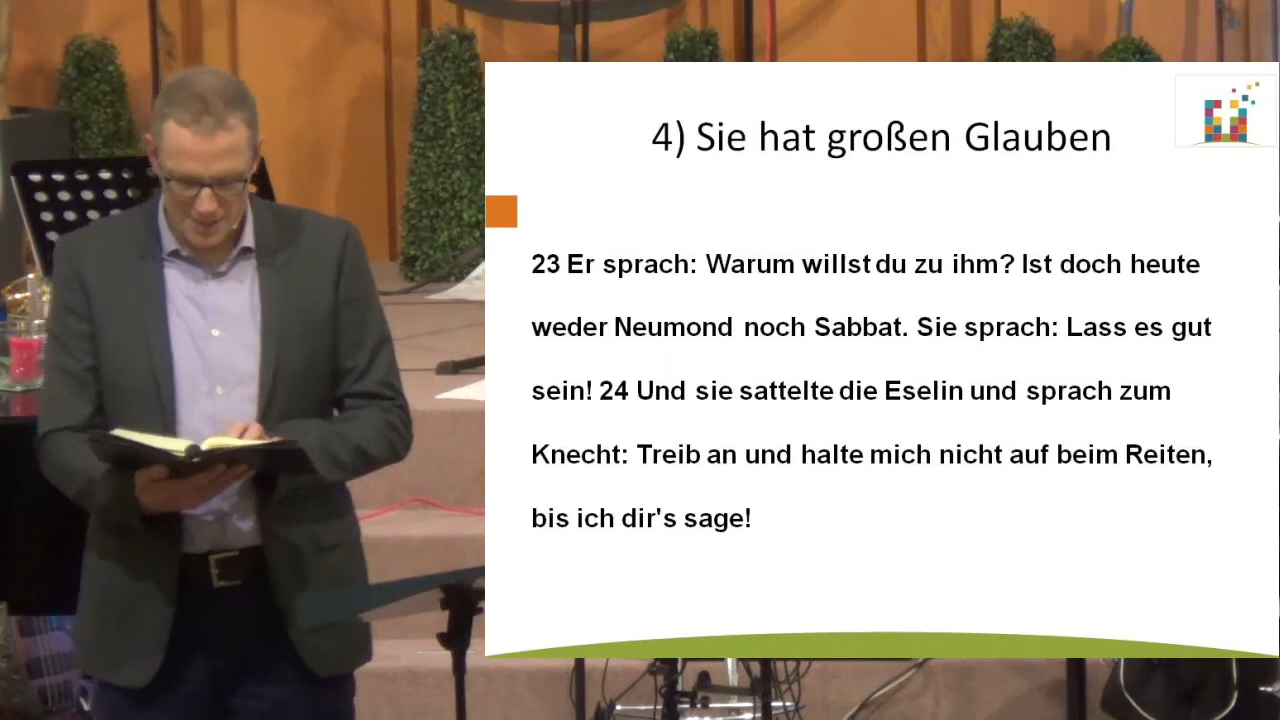 4) Sie hat großen Glauben
23 Er sprach: Warum willst du zu ihm? Ist doch heute
weder Neumond noch Sabbat. Sie sprach: Lass es gut
sein! 24 Und sie sattelte die Eselin und sprach zum
Knecht: Treib an und halte mich nicht auf beim Reiten,
bis ich dir's sage!